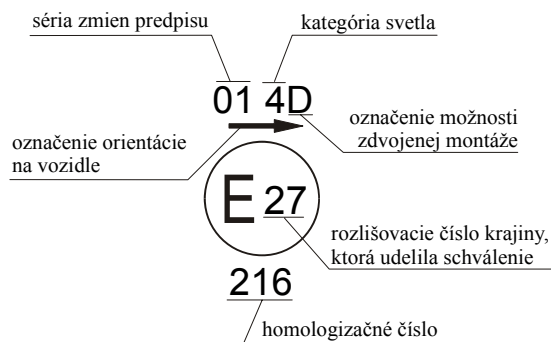 séria zmien predpisu
kategória svetla
01 4D
označenie možnosti
zdvojenej montáže
označenie orientácie
na vozidle
E 27
rozlišovacie číslo krajiny,
ktorá udelila schválenie
216
homologizačné číslo